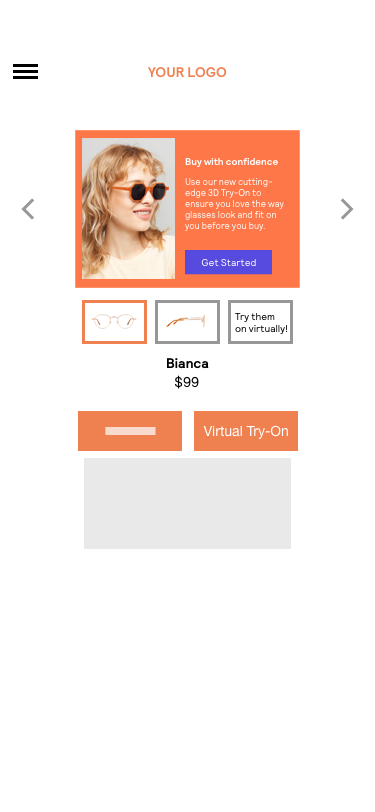 YOUR LOGO
Buy with confidence
Use our new cutting-
edge 3D Try-On to
ensure you love the way
glasses look and fit on
you before you buy.
Get Started
Try them
on virtually!
Bianca
$99
Virtual Try-On